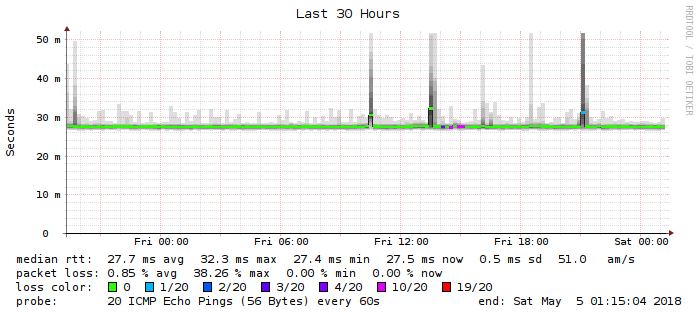 Last 30 Hours
RRDTOOL / TOBI OETIKER
Seconds
50 m
40 m
30 m
20 m
10 m
0
Fri 00:00 Fri 06:00 Fri 12:00 Fri 18:00 Sat 00:00
median rtt: 27.7 ms avg 32.3 ms max 27.4 ms min 27.5 ms now 0.5 ms sd 51.0 am/s
packet loss: 0.85 % avg 38.26 % max 0.00 % min 0.00 % now
loss color: 0 1/20 2/20 3/20 4/20 10/20 19/20
probe: 20 ICMP Echo Pings (56 Bytes) every 60s end: Sat May 5 01:15:04 2018